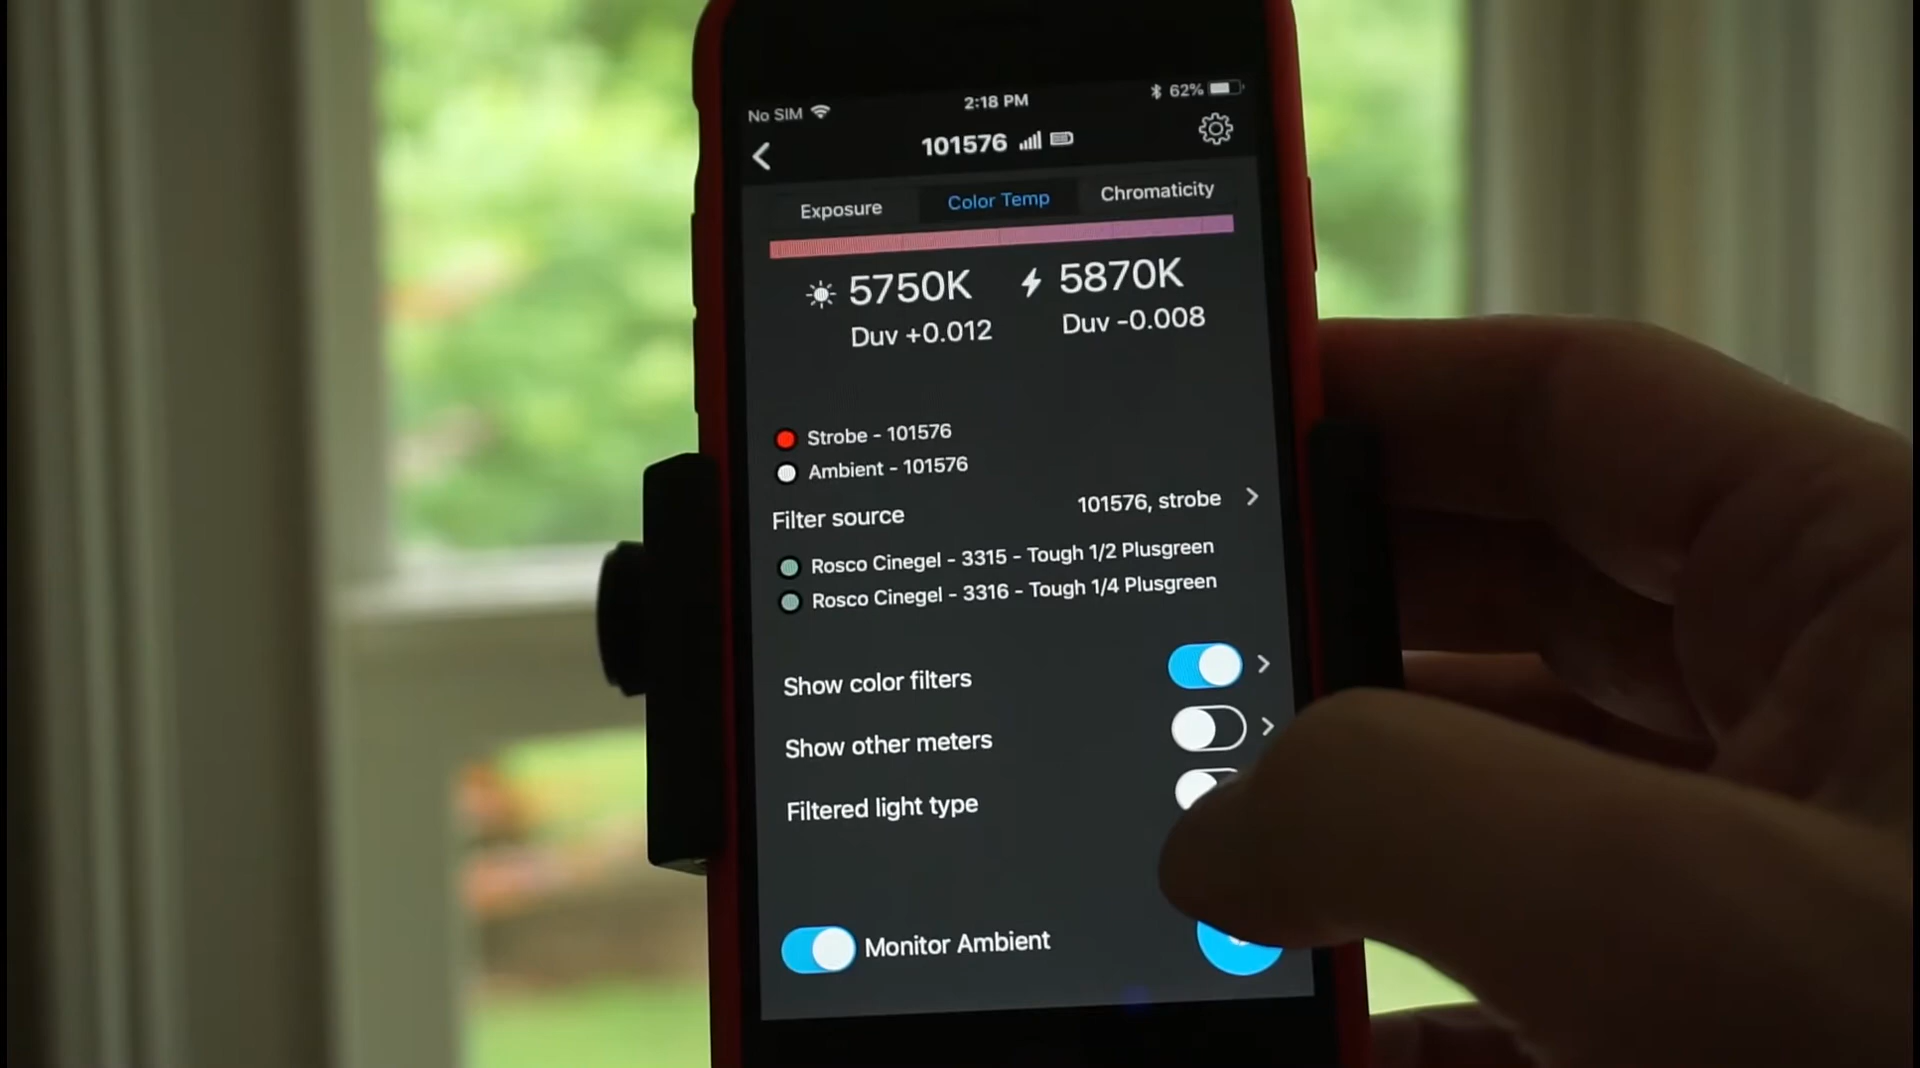 No SIM 2:18 PM 62%
101576
Exposure Color Temp Chromaticity
5750K 5870K
Duv +0.012 Duv -0.008
Strobe - 101576
Ambient - 101576
Filter source 101576, strobe
Rosco Cinegel - 3315 - Tough 1/2 Plusgreen
Rosco Cinegel - 3316 - Tough 1/4 Plusgreen
Show color filters
Show other meters
Filtered light type
Monitor Ambient